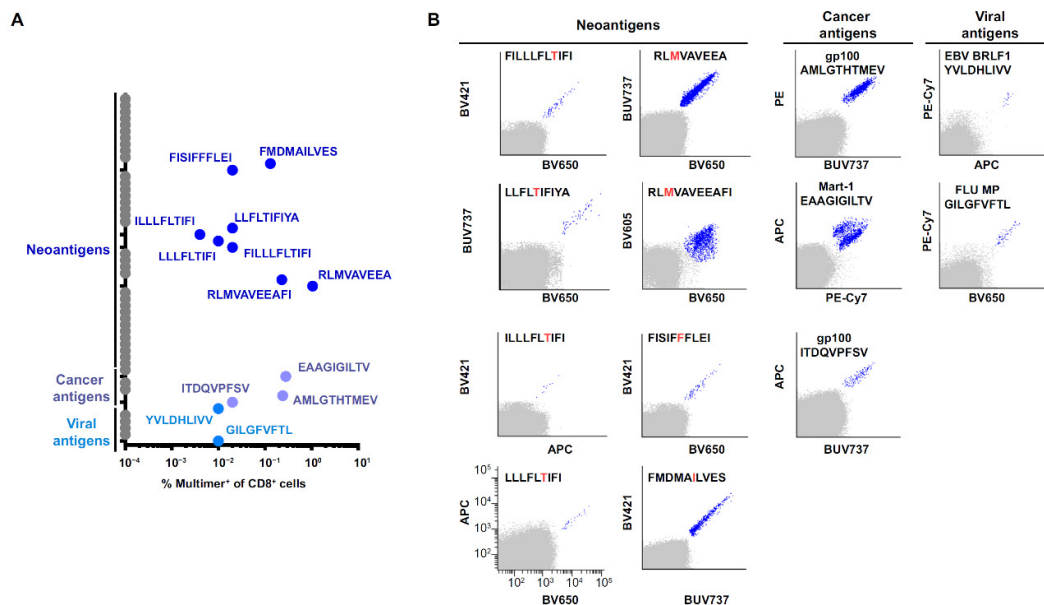 A
Neoantigens
Cancer
antigens
Viral
antigens
FISIFFFLEI
FMDMAILVES
ILLLFLTIFI
LLFLTIFIYA
LLLFLTIFI
FILLLFLTIFI
RLMVAVEEA
RLMVAVEEAFI
EAAGIGILTV
ITDQVPFSV
AMLGTHTMEV
YVLDHLIVV
GILGFVFTL
10⁻⁴ 10⁻³ 10⁻² 10⁻¹ 10⁰ 10¹
% Multimer⁺ of CD8⁺ cells
B
Neoantigens
Cancer
antigens
Viral
antigens
FILLLFLTIFI
BV421
BV650
RLMVAVEEA
BUV737
BV650
gp100
AMLGTHTMEV
PE
BUV737
EBV BRLF1
YVLDHLIVV
PE-Cy7
APC
LLFLTIFIYA
BUV737
BV650
RLMVAVEEAFI
BV605
BV650
Mart-1
EAAGIGILTV
APC
PE-Cy7
FLU MP
GILGFVFTL
PE-Cy7
BV650
ILLLFLTIFI
BV421
APC
FISIFFFLEI
BV421
BV650
gp100
ITDQVPFSV
APC
BUV737
LLLFLTIFI
APC
10⁵
10⁴
10³
10²
10² 10³ 10⁴ 10⁵
BV650
FMDMAILVES
BV421
BUV737